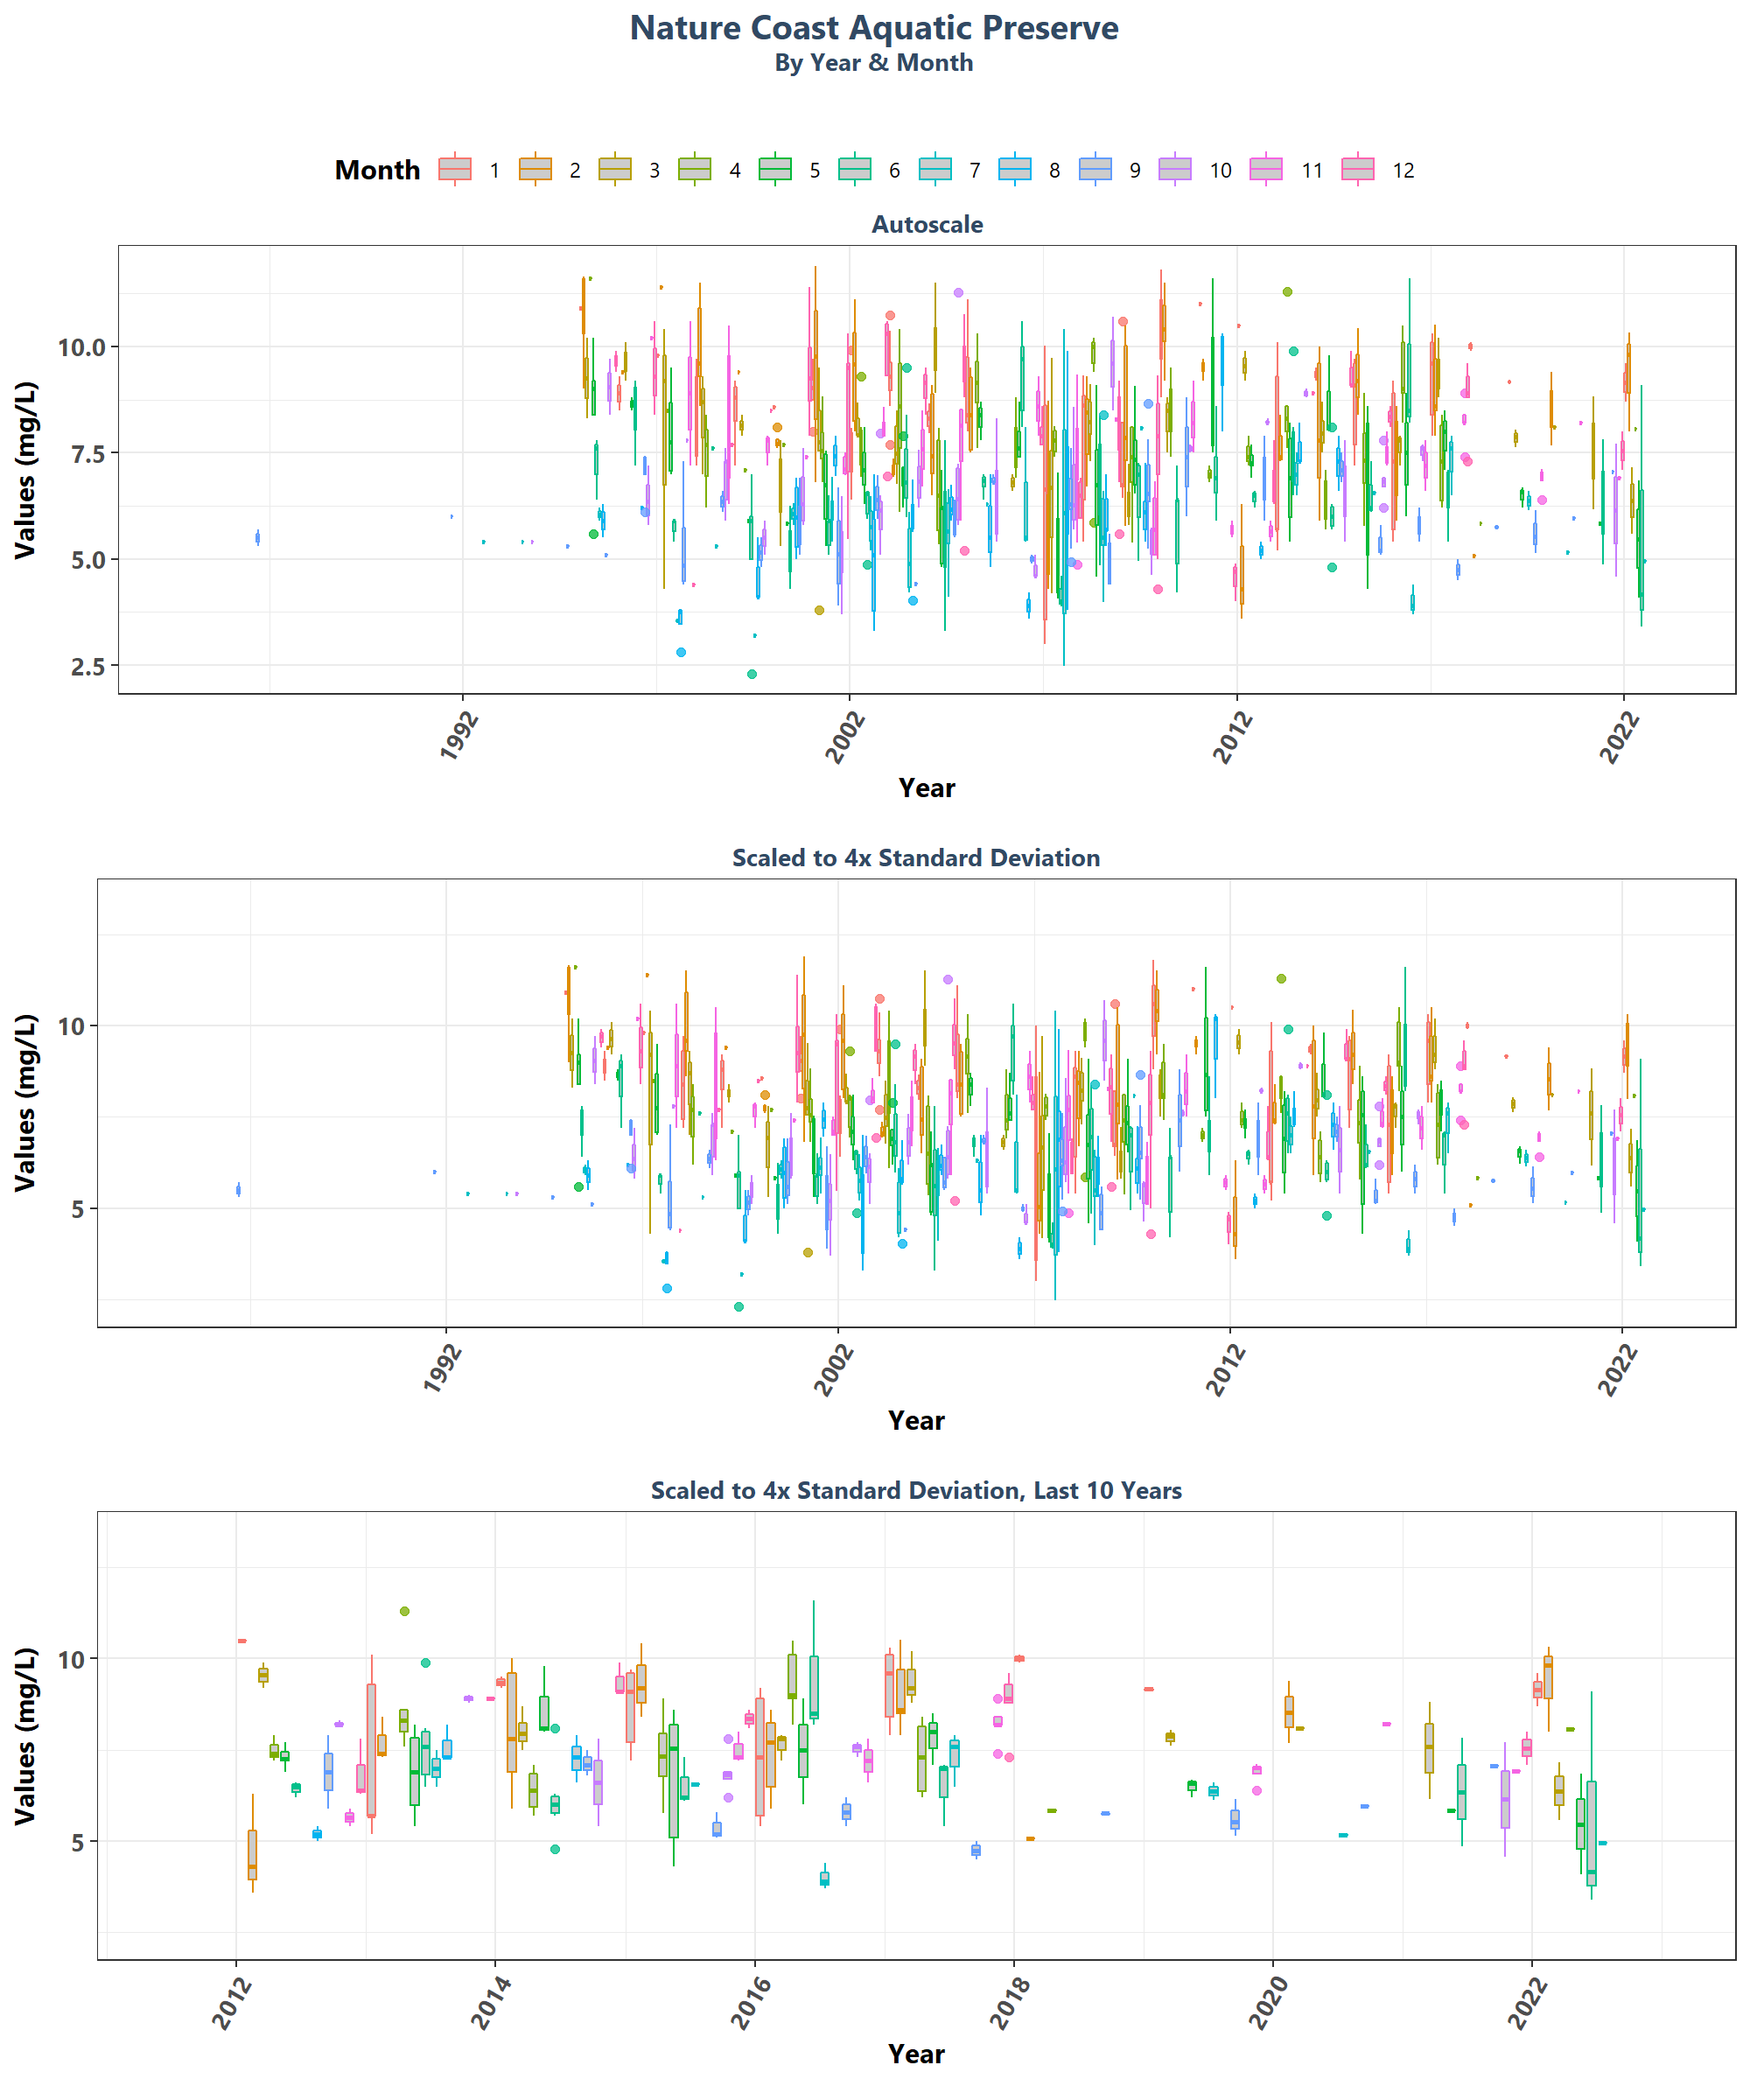 Nature Coast Aquatic Preserve
By Year & Month
Month 1 2 3 4 5 6 7 8 9 10 11 12
Autoscale
Values (mg/L)
10.0
7.5
5.0
2.5
1992 2002 2012 2022
Year
Scaled to 4x Standard Deviation
Values (mg/L)
10
5
1992 2002 2012 2022
Year
Scaled to 4x Standard Deviation, Last 10 Years
Values (mg/L)
10
5
2012 2014 2016 2018 2020 2022
Year